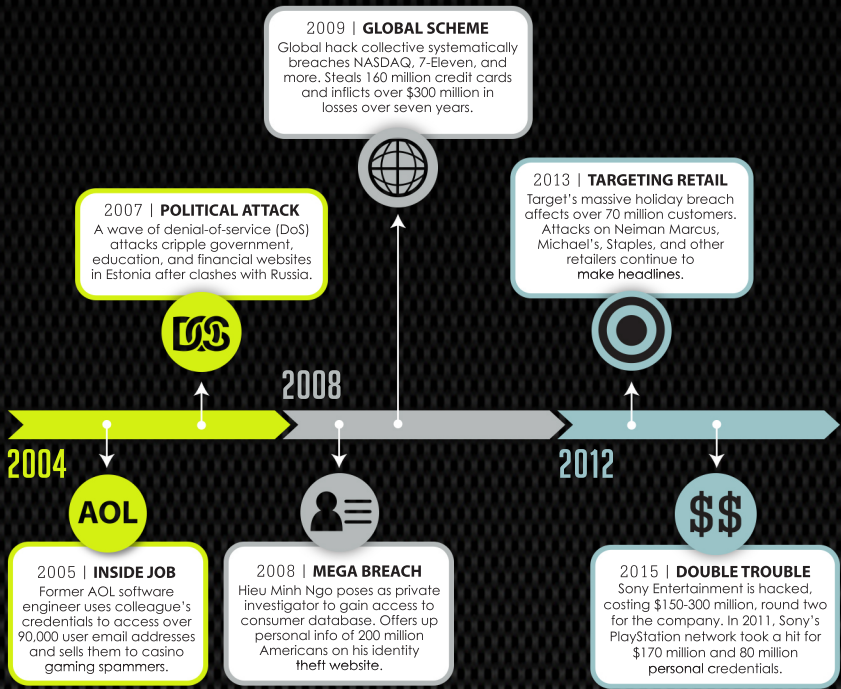 2009 | GLOBAL SCHEME
Global hack collective systematically
breaches NASDAQ, 7-Eleven, and
more. Steals 160 million credit cards
and inflicts over $300 million in
losses over seven years.
2007 | POLITICAL ATTACK
A wave of denial-of-service (DoS)
attacks cripple government,
education, and financial websites
in Estonia after clashes with Russia.
DOS
2013 | TARGETING RETAIL
Target's massive holiday breach
affects over 70 million customers.
Attacks on Neiman Marcus,
Michael's, Staples, and other
retailers continue to
make headlines.
2008
2004
2012
AOL
$$
2005 | INSIDE JOB
Former AOL software
engineer uses colleague's
credentials to access over
90,000 user email addresses
and sells them to casino
gaming spammers.
2008 | MEGA BREACH
Hieu Minh Ngo poses as private
investigator to gain access to
consumer database. Offers up
personal info of 200 million
Americans on his identity
theft website.
2015 | DOUBLE TROUBLE
Sony Entertainment is hacked,
costing $150-300 million, round two
for the company. In 2011, Sony's
PlayStation network took a hit for
$170 million and 80 million
personal credentials.